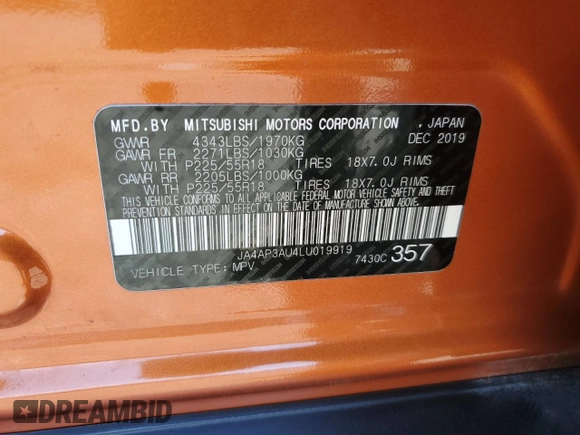 MFD.BY MITSUBISHI MOTORS CORPORATION , JAPAN
GVWR 4343LBS/1970KG DEC 2019
GAWR FR 2271LBS/1030KG
WITH P225/55R18 TIRES 18X7.0J RIMS
GAWR RR 2205LBS/1000KG
WITH P225/55R18 TIRES 18X7.0J RIMS
THIS VEHICLE CONFORMS TO ALL APPLICABLE FEDERAL MOTOR VEHICLE SAFETY, BUMPER, AND THEFT
PREVENTION STANDARDS IN EFFECT ON THE DATE OF MANUFACTURE SHOWN ABOVE.
JA4AP3AU4LU019919
VEHICLE TYPE: MPV 7430C 357
DREAMBID